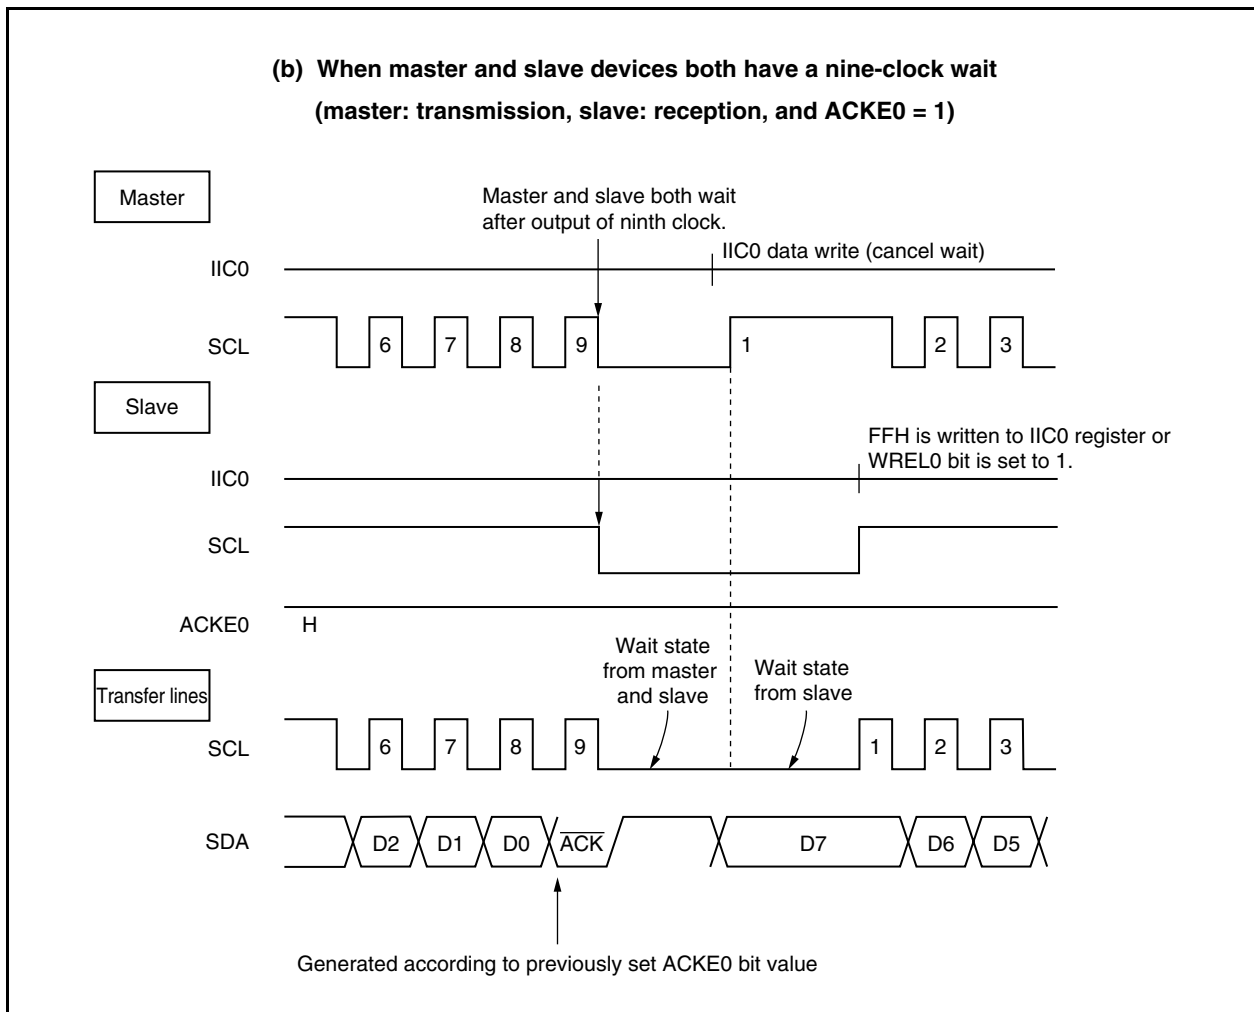 (b) When master and slave devices both have a nine-clock wait
(master: transmission, slave: reception, and ACKE0 = 1)
Master
Master and slave both wait
after output of ninth clock.
IIC0 data write (cancel wait)
IIC0
SCL
6 7 8 9 1 2 3
Slave
FFH is written to IIC0 register or
WREL0 bit is set to 1.
IIC0
SCL
ACKE0 H
Wait state
from master
and slave
Wait state
from slave
Transfer lines
SCL
6 7 8 9 1 2 3
SDA
D2 D1 D0 ACK D7 D6 D5
Generated according to previously set ACKE0 bit value